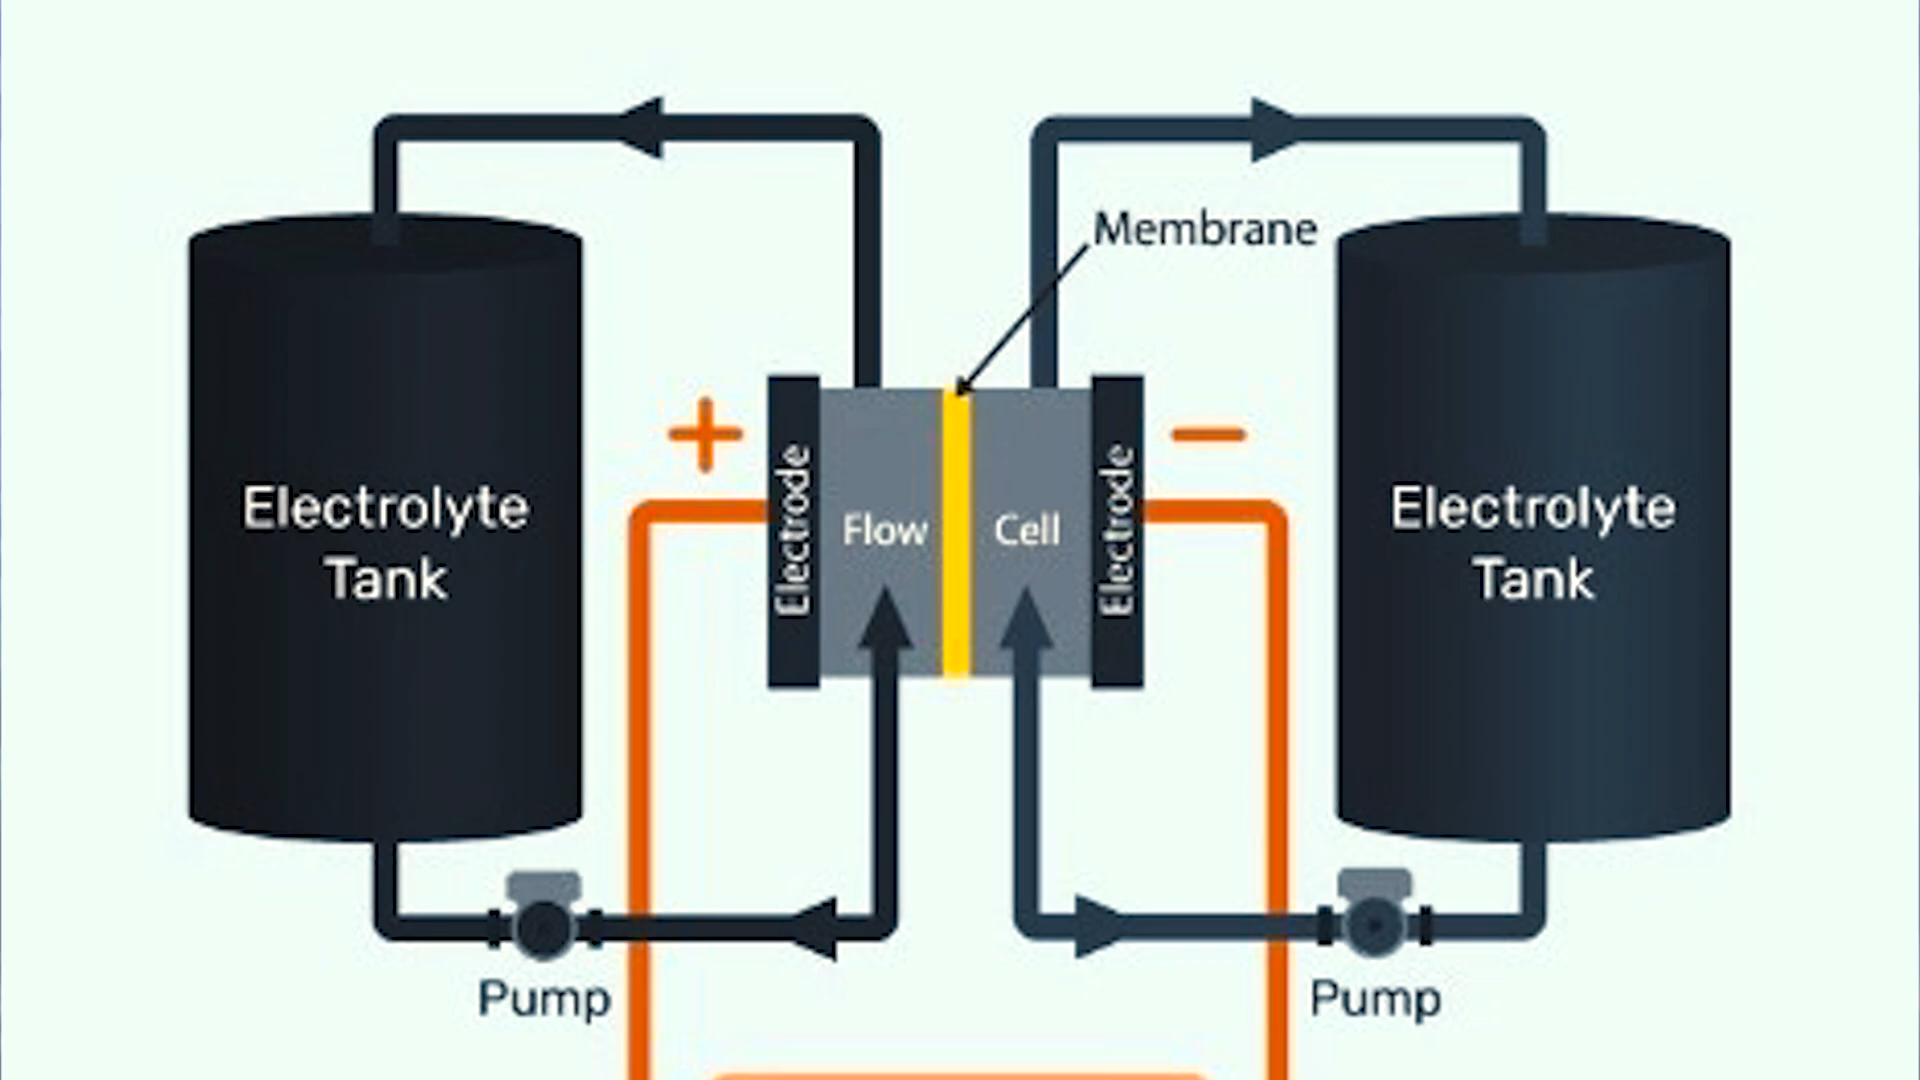 Membrane
Electrolyte
Tank
+
Electrode
Flow
Cell
Electrode
−
Electrolyte
Tank
Pump
Pump